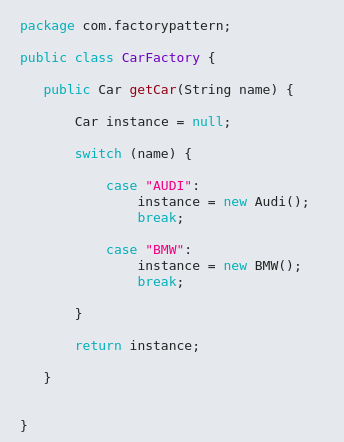 package com.factorypattern;
public class CarFactory {
public Car getCar(String name) {
Car instance = null;
switch (name) {
case "AUDI":
instance = new Audi();
break;
case "BMW":
instance = new BMW();
break;
}
return instance;
}
}